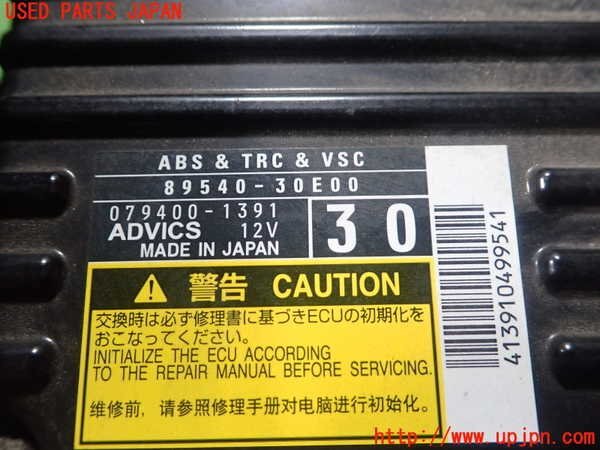 USED PARTS JAPAN
ABS & TRC & VSC
89540-30E00
079400-1391
ADVICS 12V
MADE IN JAPAN
30
413910499541
警告 CAUTION
交換時は必ず修理書に基づきECUの初期化を
おこなってください。
INITIALIZE THE ECU ACCORDING
TO THE REPAIR MANUAL BEFORE SERVICING.
维修前, 请参照修理手册对电脑进行初始化.
http://www.upjpn.com